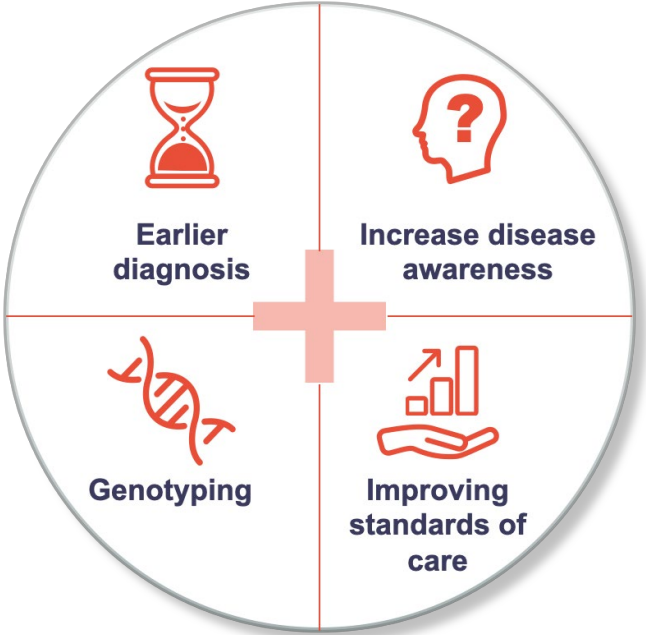 Earlier
diagnosis
Increase disease
awareness
?
Genotyping
Improving
standards of
care